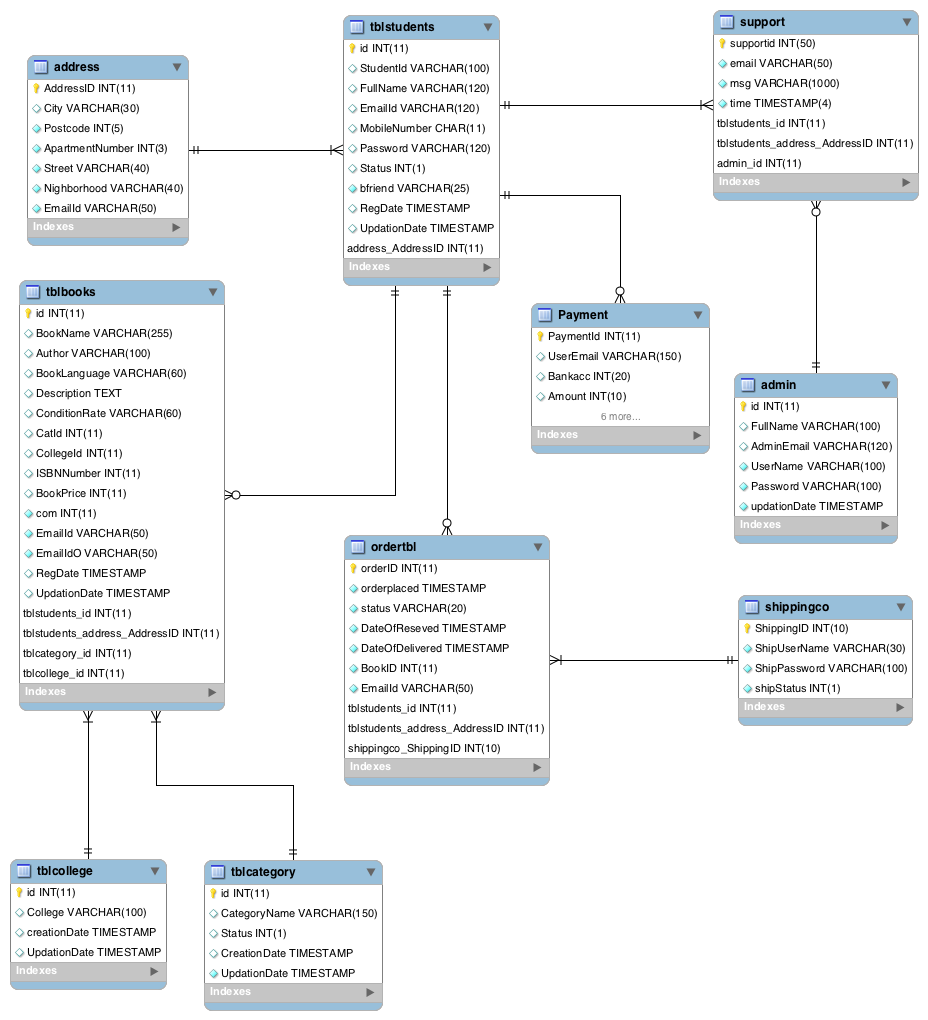 address
AddressID INT(11)
City VARCHAR(30)
Postcode INT(5)
ApartmentNumber INT(3)
Street VARCHAR(40)
Nighborhood VARCHAR(40)
EmailId VARCHAR(50)
Indexes
tblstudents
id INT(11)
StudentId VARCHAR(100)
FullName VARCHAR(120)
EmailId VARCHAR(120)
MobileNumber CHAR(11)
Password VARCHAR(120)
Status INT(1)
bfriend VARCHAR(25)
RegDate TIMESTAMP
UpdationDate TIMESTAMP
address_AddressID INT(11)
Indexes
support
supportid INT(50)
email VARCHAR(50)
msg VARCHAR(1000)
time TIMESTAMP(4)
tblstudents_id INT(11)
tblstudents_address_AddressID INT(11)
admin_id INT(11)
Indexes
tblbooks
id INT(11)
BookName VARCHAR(255)
Author VARCHAR(100)
BookLanguage VARCHAR(60)
Description TEXT
ConditionRate VARCHAR(60)
CatId INT(11)
CollegeId INT(11)
ISBNNumber INT(11)
BookPrice INT(11)
com INT(11)
EmailId VARCHAR(50)
EmailIdO VARCHAR(50)
RegDate TIMESTAMP
UpdationDate TIMESTAMP
tblstudents_id INT(11)
tblstudents_address_AddressID INT(11)
tblcategory_id INT(11)
tblcollege_id INT(11)
Indexes
Payment
PaymentId INT(11)
UserEmail VARCHAR(150)
Bankacc INT(20)
Amount INT(10)
6 more...
Indexes
admin
id INT(11)
FullName VARCHAR(100)
AdminEmail VARCHAR(120)
UserName VARCHAR(100)
Password VARCHAR(100)
updationDate TIMESTAMP
Indexes
ordertbl
orderID INT(11)
orderplaced TIMESTAMP
status VARCHAR(20)
DateOfReseved TIMESTAMP
DateOfDelivered TIMESTAMP
BookID INT(11)
EmailId VARCHAR(50)
tblstudents_id INT(11)
tblstudents_address_AddressID INT(11)
shippingco_ShippingID INT(10)
Indexes
shippingco
ShippingID INT(10)
ShipUserName VARCHAR(30)
ShipPassword VARCHAR(100)
shipStatus INT(1)
Indexes
tblcollege
id INT(11)
College VARCHAR(100)
creationDate TIMESTAMP
UpdationDate TIMESTAMP
Indexes
tblcategory
id INT(11)
CategoryName VARCHAR(150)
Status INT(1)
CreationDate TIMESTAMP
UpdationDate TIMESTAMP
Indexes